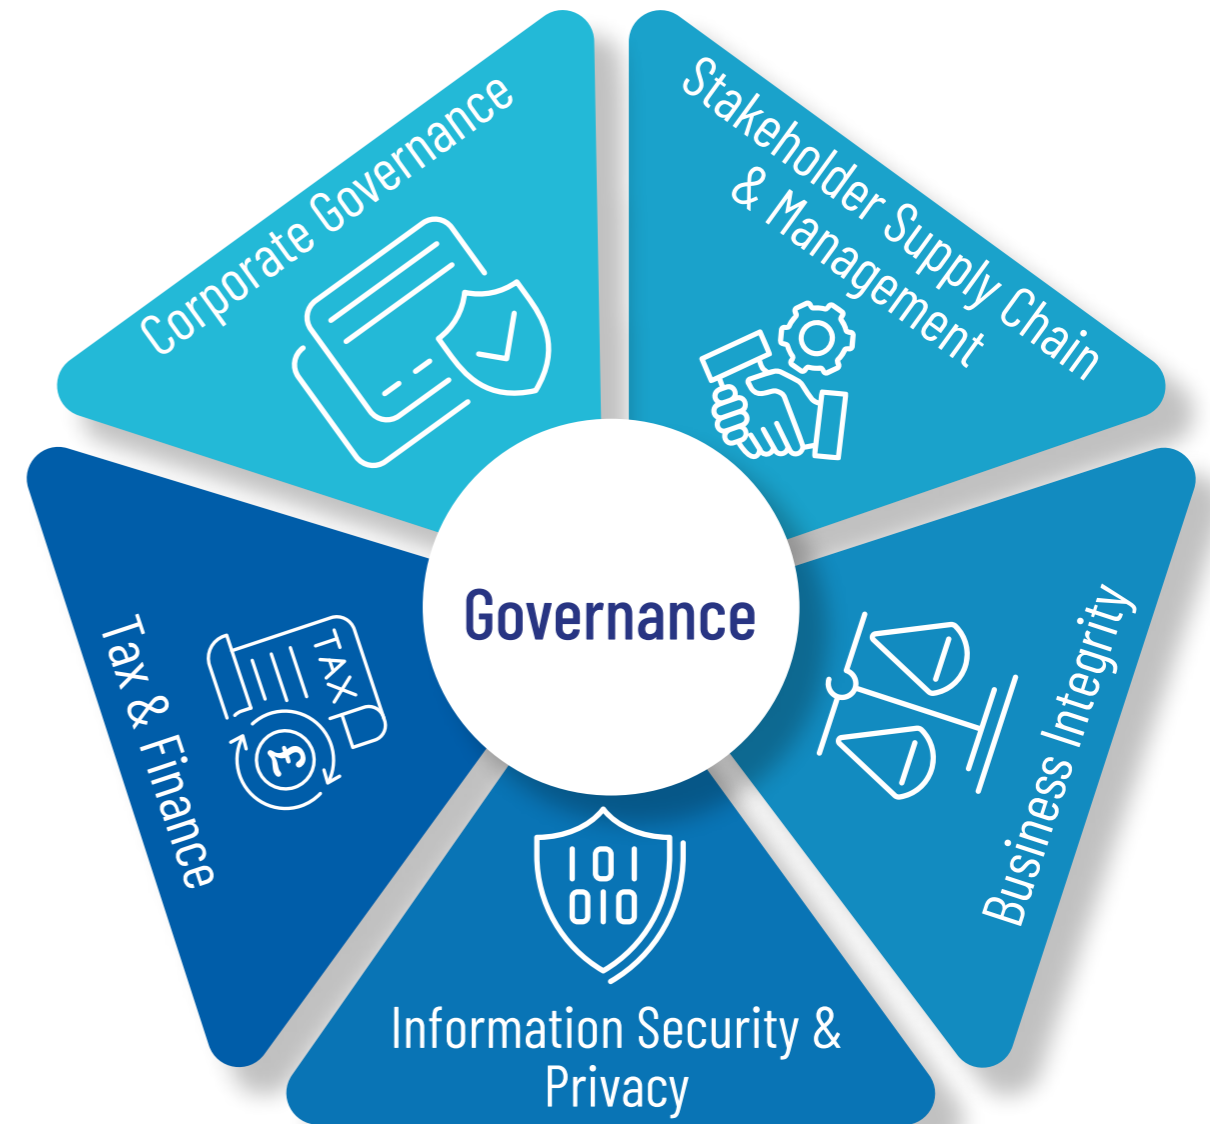 Corporate Governance
Stakeholder Supply Chain
& Management
Governance
Tax & Finance
TAX
£
Business Integrity
101
010
Information Security &
Privacy